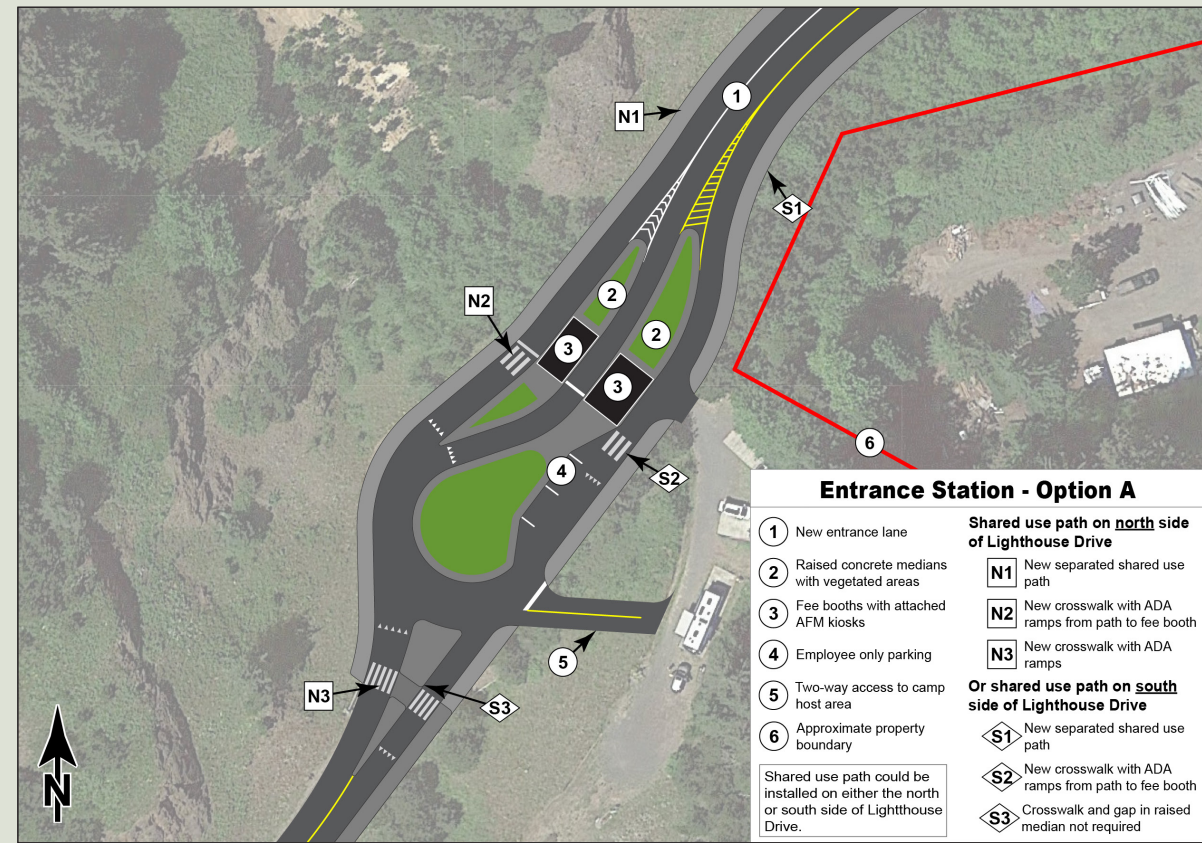 1
N1
S1
2
N2
2
3
3
6
4
S2
5
N3
S3
N
Entrance Station - Option A
1 New entrance lane
2 Raised concrete medians
with vegetated areas
3 Fee booths with attached
AFM kiosks
4 Employee only parking
5 Two-way access to camp
host area
6 Approximate property
boundary
Shared use path could be
installed on either the north
or south side of Lightthouse
Drive.
Shared use path on north side
of Lighthouse Drive
N1 New separated shared use
path
N2 New crosswalk with ADA
ramps from path to fee booth
N3 New crosswalk with ADA
ramps
Or shared use path on south
side of Lighthouse Drive
S1 New separated shared use
path
S2 New crosswalk with ADA
ramps from path to fee booth
S3 Crosswalk and gap in raised
median not required